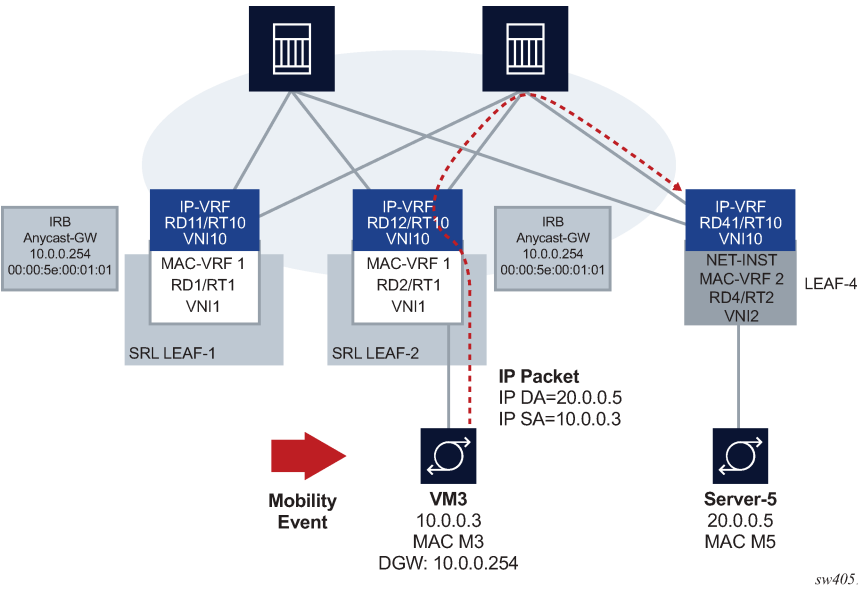 IP-VRF
RD11/RT10
VNI10
IP-VRF
RD12/RT10
VNI10
IP-VRF
RD41/RT10
VNI10
IRB
Anycast-GW
10.0.0.254
00:00:5e:00:01:01
MAC-VRF 1
RD1/RT1
VNI1
SRL LEAF-1
MAC-VRF 1
RD2/RT1
VNI1
SRL LEAF-2
IRB
Anycast-GW
10.0.0.254
00:00:5e:00:01:01
NET-INST
MAC-VRF 2
RD4/RT2
VNI2
LEAF-4
IP Packet
IP DA=20.0.0.5
IP SA=10.0.0.3
Mobility
Event
VM3
10.0.0.3
MAC M3
DGW: 10.0.0.254
Server-5
20.0.0.5
MAC M5
sw405